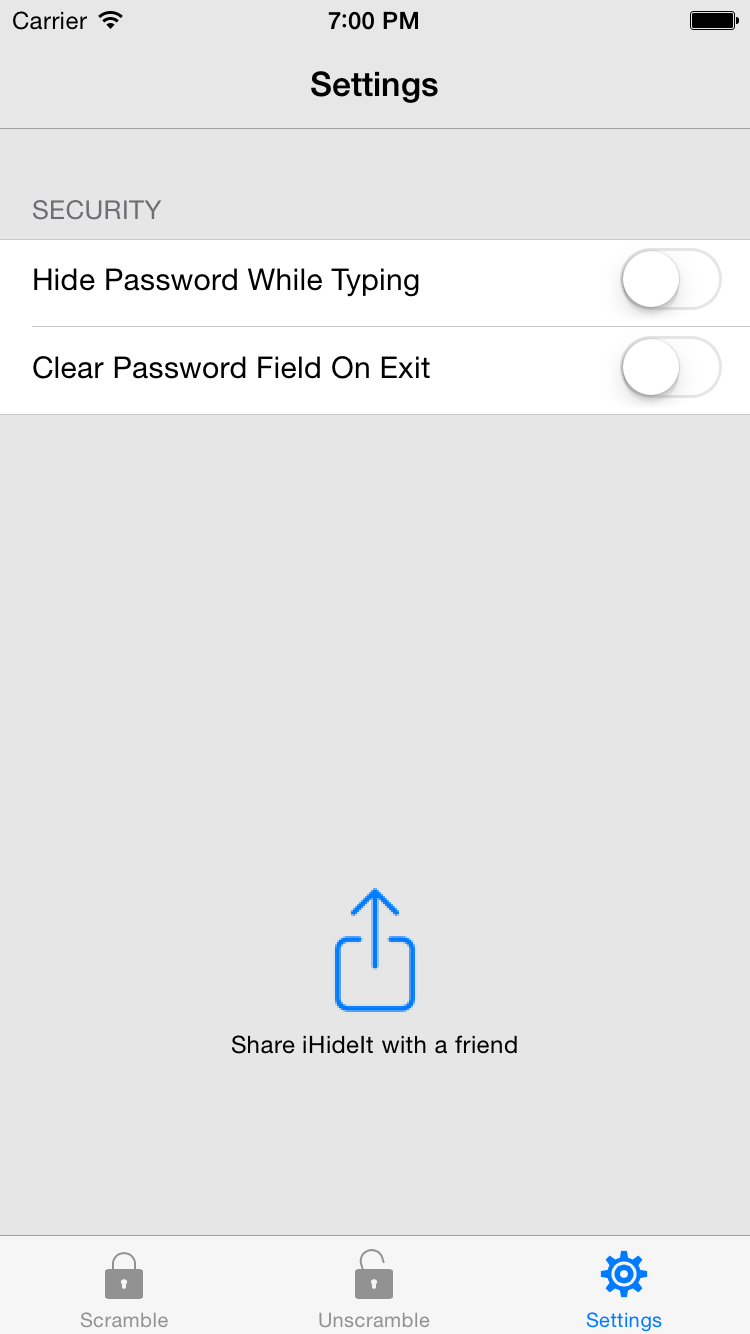 Carrier 7:00 PM
Settings
SECURITY
Hide Password While Typing
Clear Password Field On Exit
Share iHideIt with a friend
Scramble Unscramble Settings